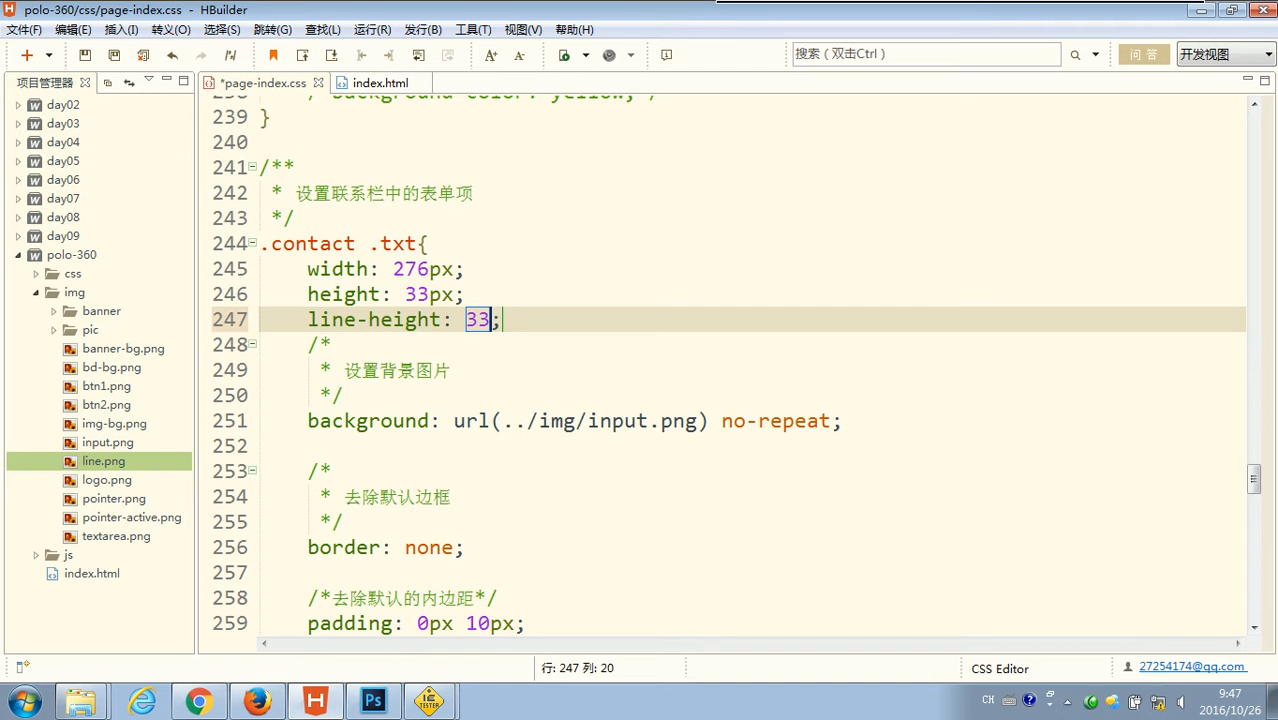 polo-360/css/page-index.css - HBuilder
文件(F) 编辑(E) 插入(I) 转义(O) 选择(S) 跳转(G) 查找(L) 运行(R) 发行(B) 工具(T) 视图(V) 帮助(H)
搜索（双击Ctrl） 问 答 开发视图
项目管理器 *page-index.css index.html
day02
day03
day04
day05
day06
day07
day08
day09
polo-360
css
img
banner
pic
banner-bg.png
bd-bg.png
btn1.png
btn2.png
img-bg.png
input.png
line.png
logo.png
pointer.png
pointer-active.png
textarea.png
js
index.html
239 }
240
241 /**
242 * 设置联系栏中的表单项
243 */
244 .contact .txt{
245 width: 276px;
246 height: 33px;
247 line-height: 33;
248 /*
249 * 设置背景图片
250 */
251 background: url(../img/input.png) no-repeat;
252
253 /*
254 * 去除默认边框
255 */
256 border: none;
257
258 /*去除默认的内边距*/
259 padding: 0px 10px;
行: 247 列: 20 CSS Editor 27254174@qq.com
CH 9:47
2016/10/26